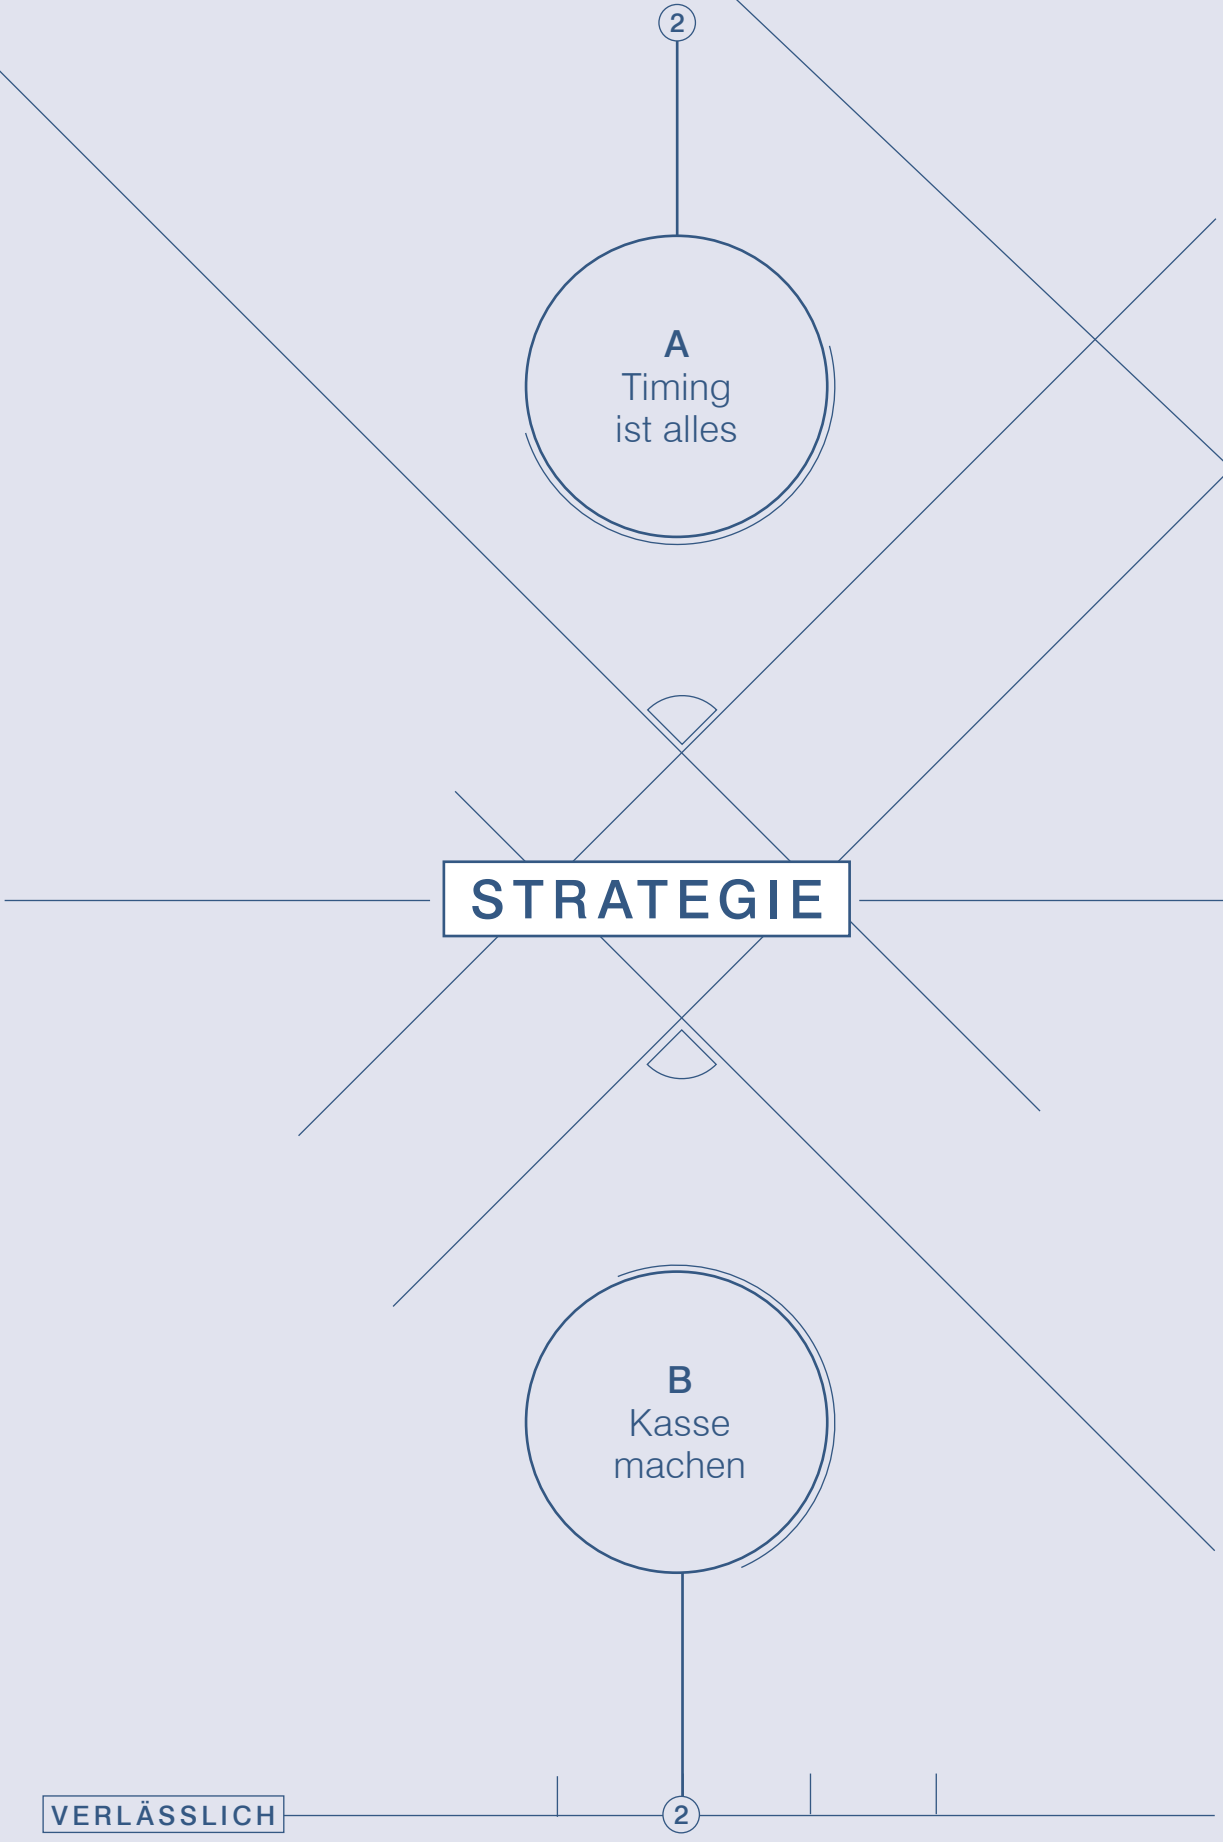 2
A
Timing
ist alles
STRATEGIE
B
Kasse
machen
VERLÄSSLICH
2